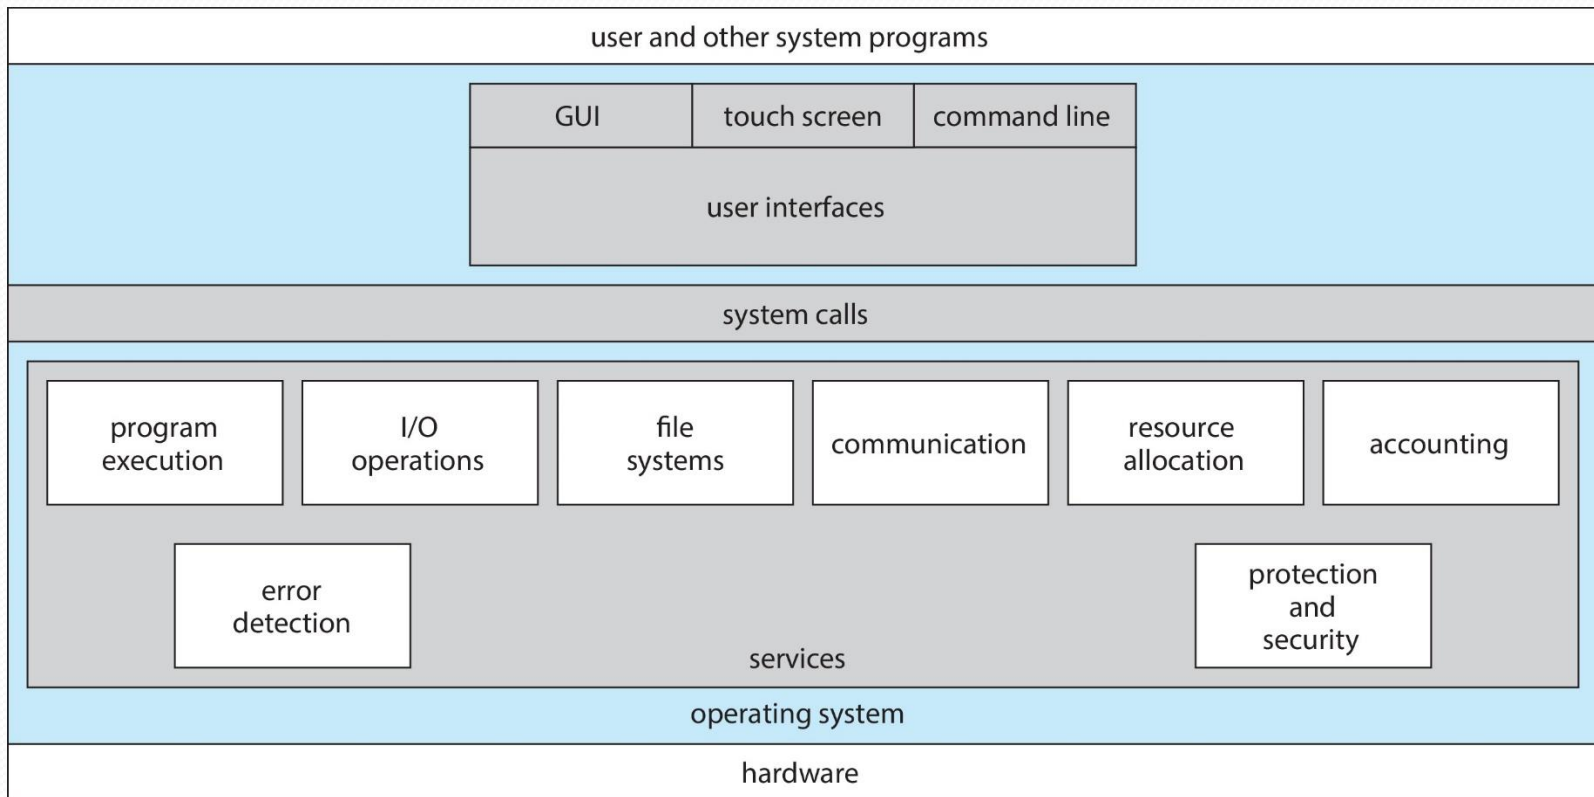 user and other system programs
GUI
touch screen
command line
user interfaces
system calls
program
execution
I/O
operations
file
systems
communication
resource
allocation
accounting
error
detection
protection
and
security
services
operating system
hardware